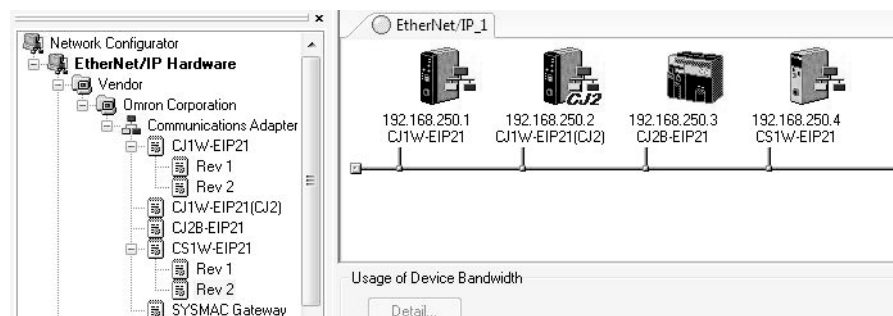 Network Configurator
EtherNet/IP Hardware
Vendor
Omron Corporation
Communications Adapter
CJ1W-EIP21
Rev 1
Rev 2
CJ1W-EIP21(CJ2)
CJ2B-EIP21
CS1W-EIP21
Rev 1
Rev 2
SYSMAC Gateway
x
EtherNet/IP_1
CJ2
192.168.250.1
CJ1W-EIP21
192.168.250.2
CJ1W-EIP21(CJ2)
192.168.250.3
CJ2B-EIP21
192.168.250.4
CS1W-EIP21
Usage of Device Bandwidth
Detail...